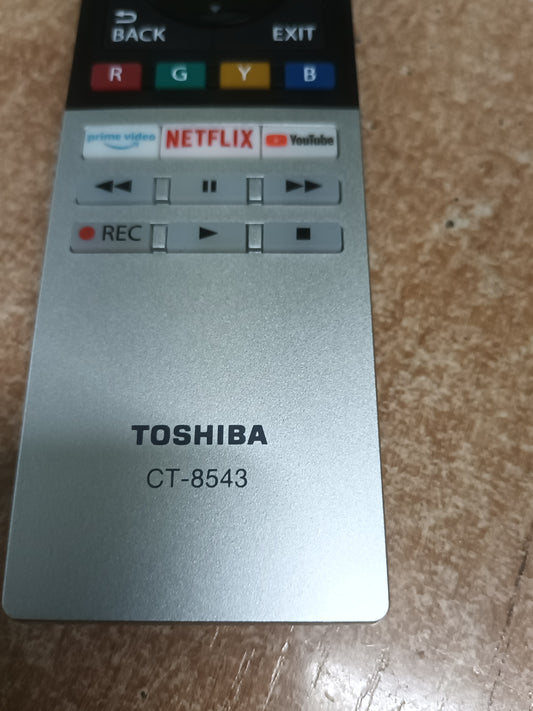 BACK EXIT
R G Y B
prime video NETFLIX YouTube
REC
TOSHIBA
CT-8543